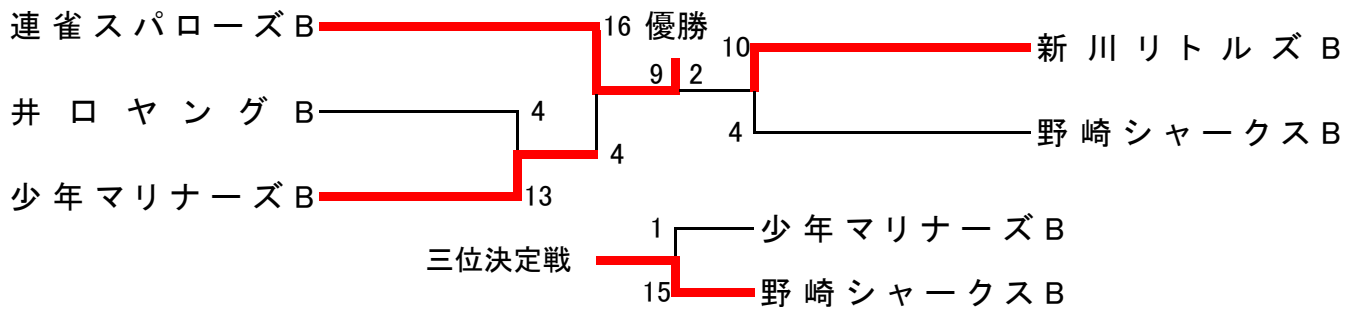 連雀スパローズB 16 優勝
10 新川リトルズB
9 2
井口ヤングB 4
4 野崎シャークスB
4
少年マリナーズB 13
1 少年マリナーズB
三位決定戦
15 野崎シャークスB